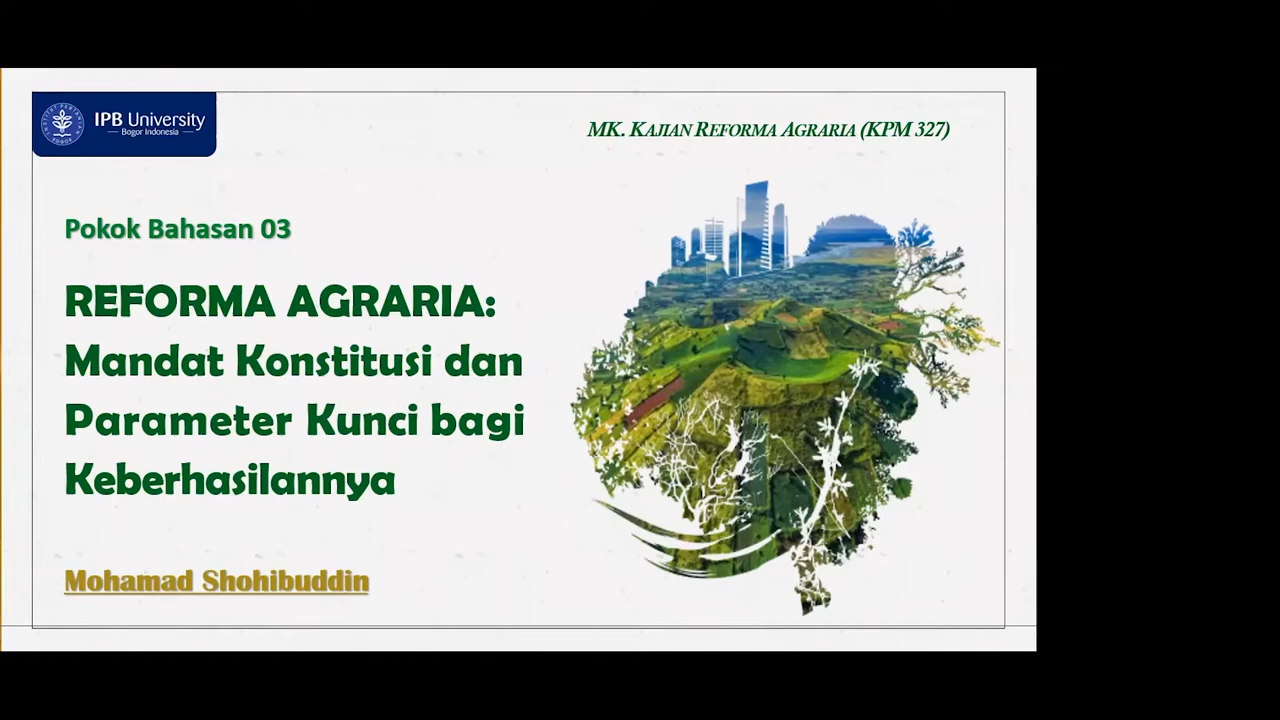 IPB University
Bogor Indonesia
MK. KAJIAN REFORMA AGRARIA (KPM 327)
Pokok Bahasan 03
REFORMA AGRARIA:
Mandat Konstitusi dan
Parameter Kunci bagi
Keberhasilannya
Mohamad Shohibuddin